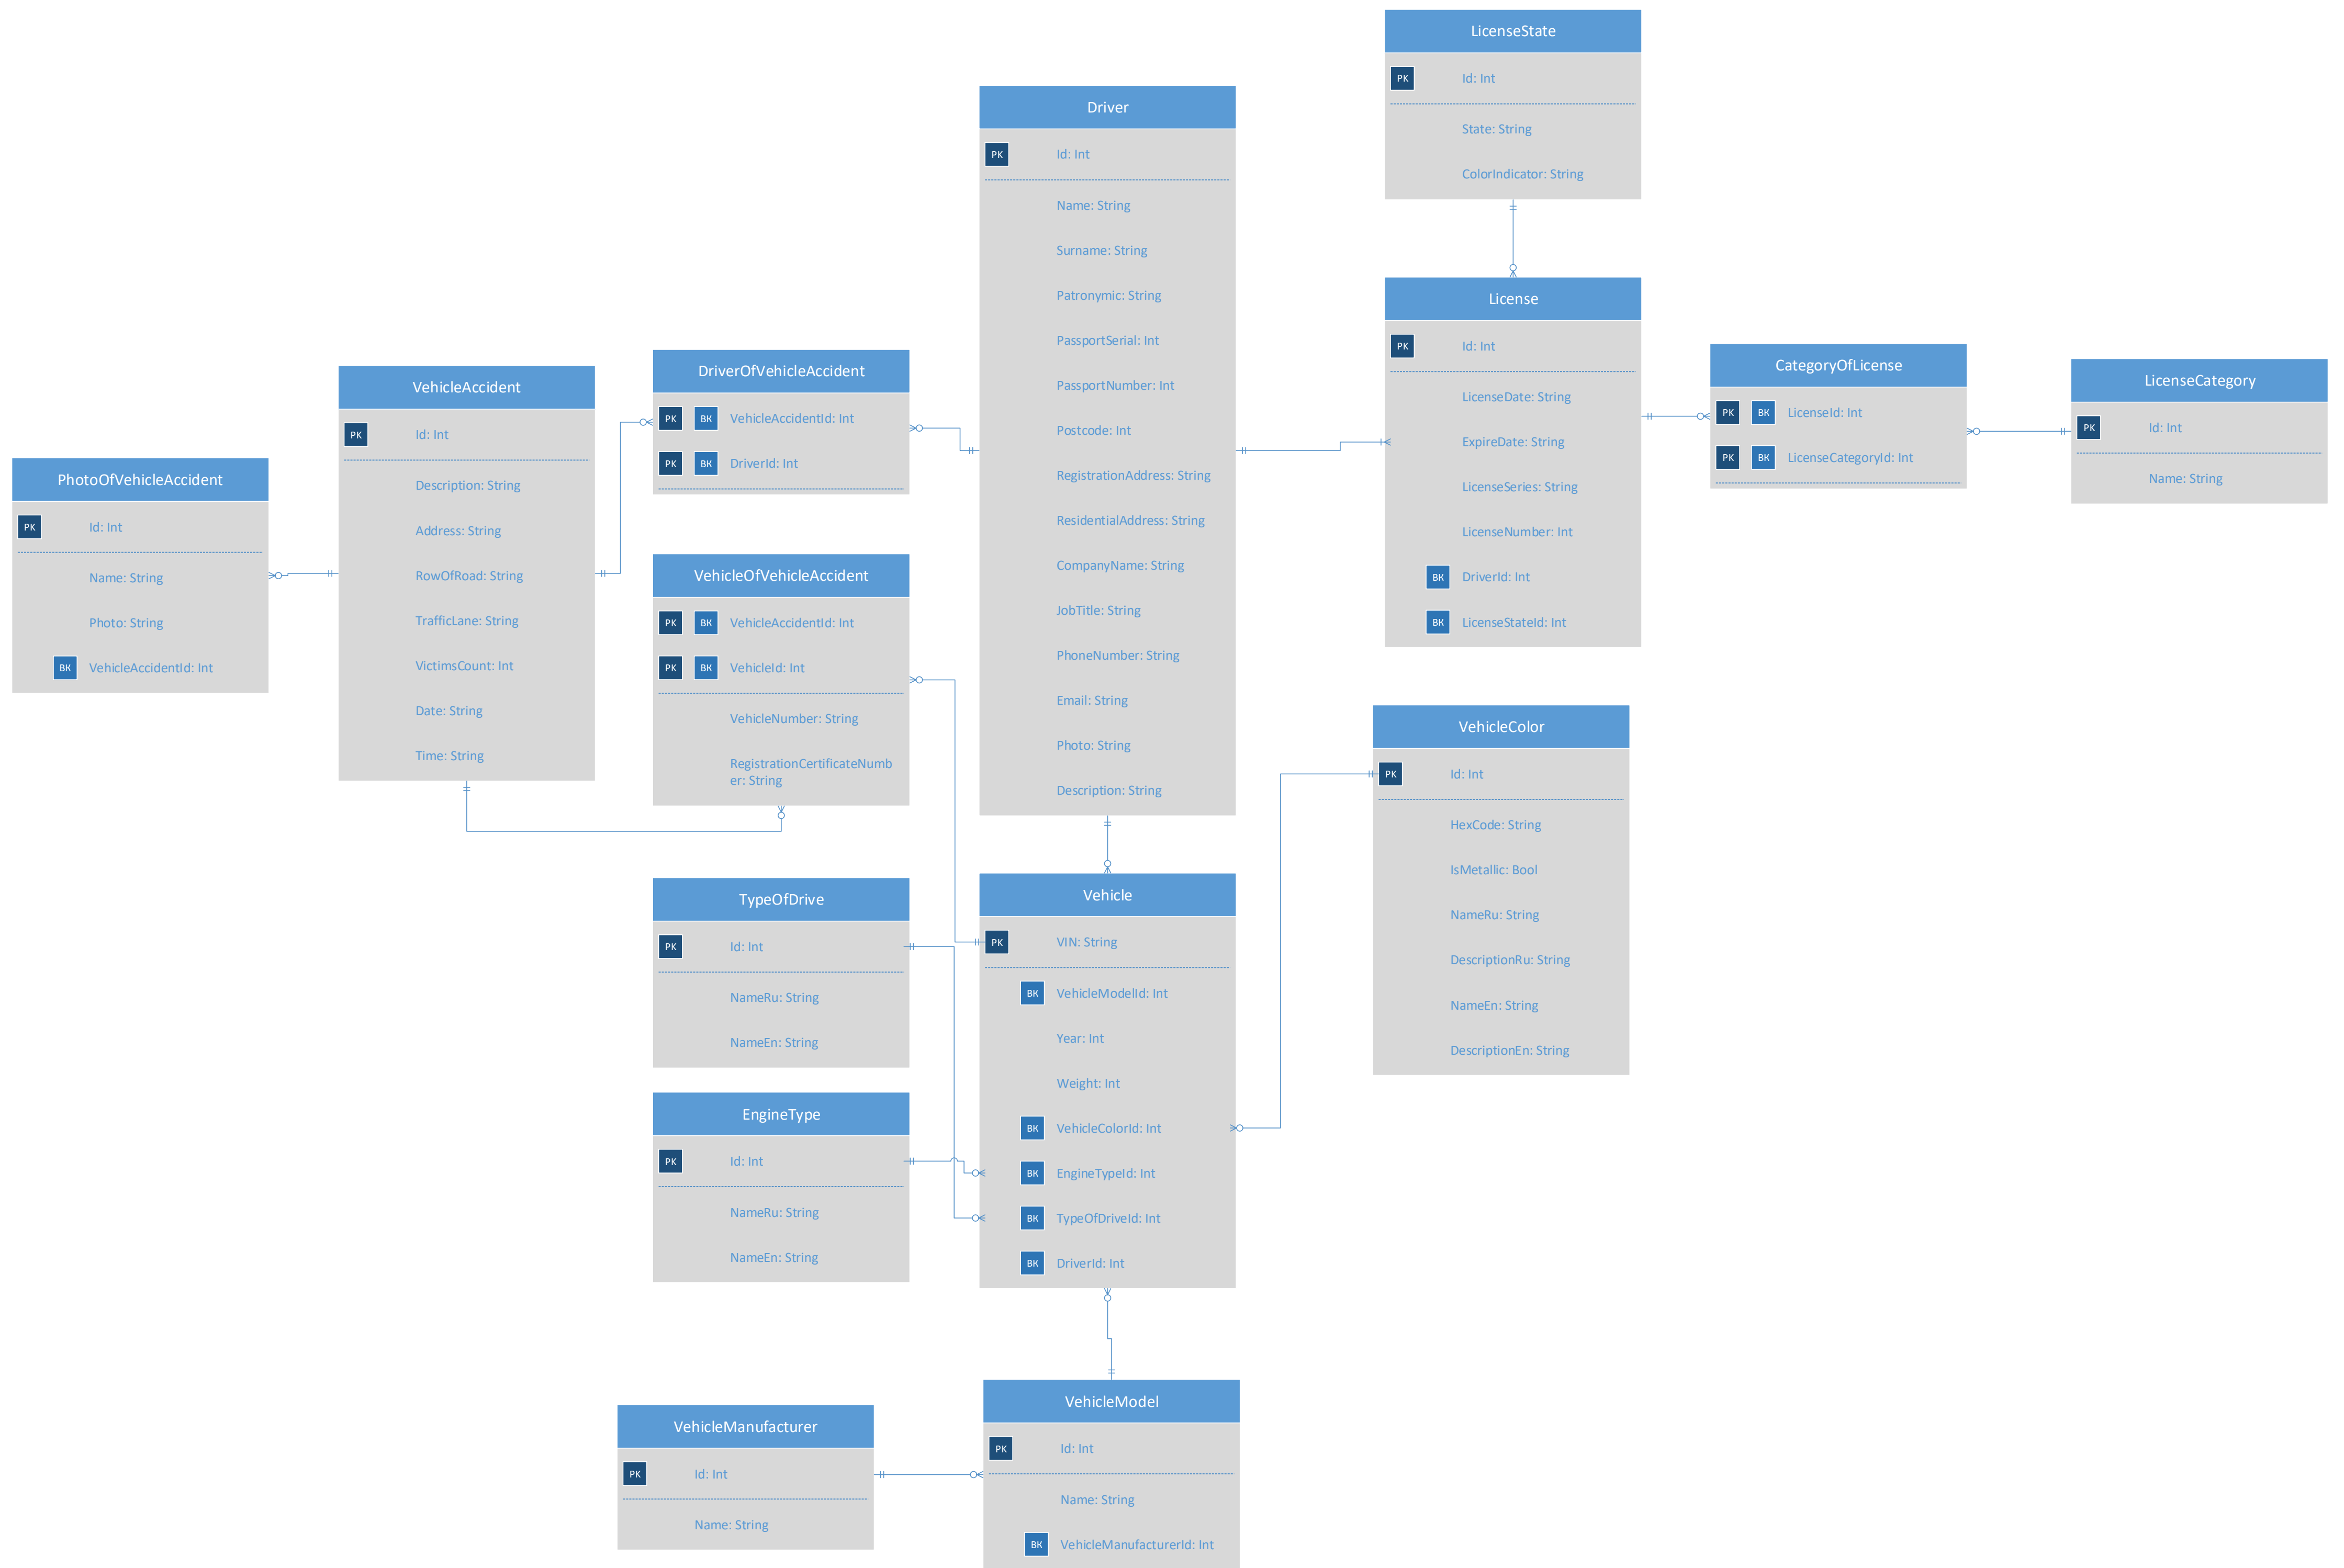 LicenseState
PK Id: Int
State: String
ColorIndicator: String
Driver
PK Id: Int
Name: String
Surname: String
Patronymic: String
PassportSerial: Int
PassportNumber: Int
Postcode: Int
RegistrationAddress: String
ResidentialAddress: String
CompanyName: String
JobTitle: String
PhoneNumber: String
Email: String
Photo: String
Description: String
License
PK Id: Int
LicenseDate: String
ExpireDate: String
LicenseSeries: String
LicenseNumber: Int
BK DriverId: Int
BK LicenseStateId: Int
CategoryOfLicense
PK BK LicenseId: Int
PK BK LicenseCategoryId: Int
LicenseCategory
PK Id: Int
Name: String
DriverOfVehicleAccident
PK BK VehicleAccidentId: Int
PK BK DriverId: Int
VehicleAccident
PK Id: Int
Description: String
Address: String
RowOfRoad: String
TrafficLane: String
VictimsCount: Int
Date: String
Time: String
PhotoOfVehicleAccident
PK Id: Int
Name: String
Photo: String
BK VehicleAccidentId: Int
VehicleOfVehicleAccident
PK BK VehicleAccidentId: Int
PK BK VehicleId: Int
VehicleNumber: String
RegistrationCertificateNumb
er: String
VehicleColor
PK Id: Int
HexCode: String
IsMetallic: Bool
NameRu: String
DescriptionRu: String
NameEn: String
DescriptionEn: String
TypeOfDrive
PK Id: Int
NameRu: String
NameEn: String
Vehicle
PK VIN: String
BK VehicleModelId: Int
Year: Int
Weight: Int
BK VehicleColorId: Int
BK EngineTypeId: Int
BK TypeOfDriveId: Int
BK DriverId: Int
EngineType
PK Id: Int
NameRu: String
NameEn: String
VehicleModel
PK Id: Int
Name: String
BK VehicleManufacturerId: Int
VehicleManufacturer
PK Id: Int
Name: String